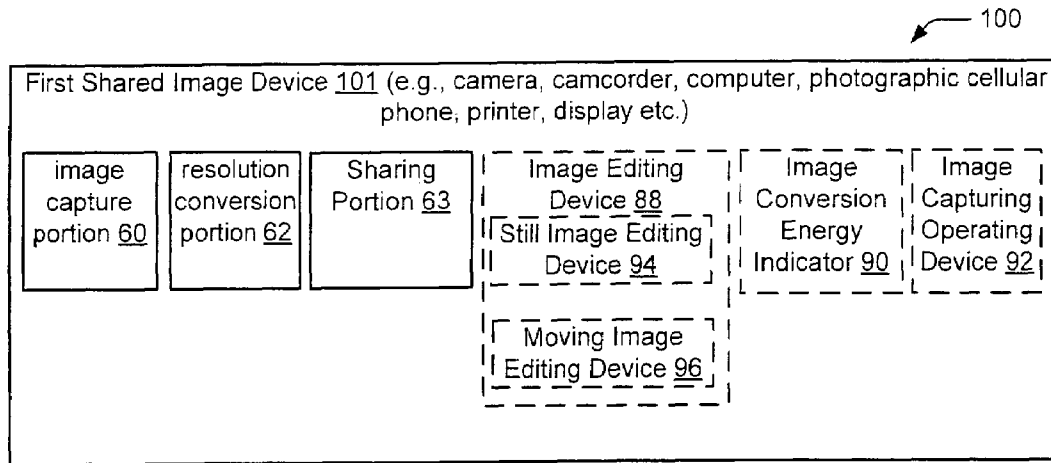 100
First Shared Image Device 101 (e.g., camera, camcorder, computer, photographic cellular
phone, printer, display etc.)
image
capture
portion 60
resolution
conversion
portion 62
Sharing
Portion 63
Image Editing
Device 88
Still Image Editing
Device 94
Moving Image
Editing Device 96
Image
Conversion
Energy
Indicator 90
Image
Capturing
Operating
Device 92